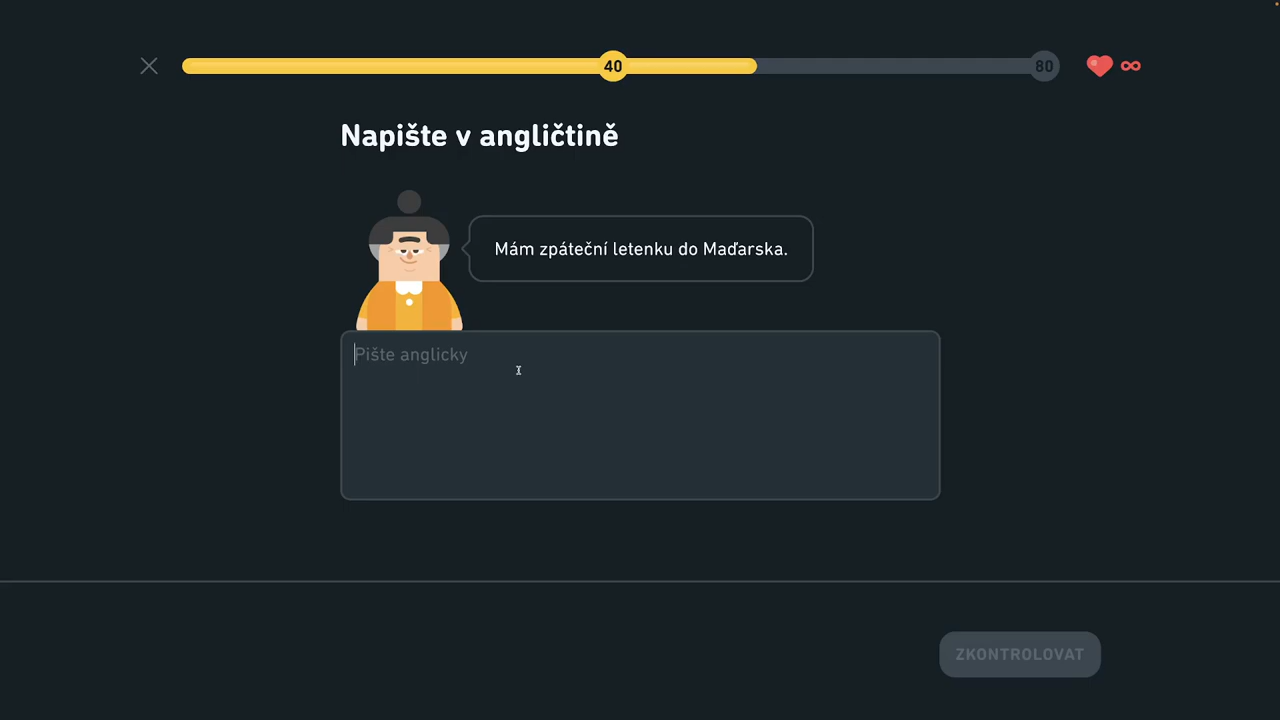 40
80
∞
Napište v angličtině
Mám zpáteční letenku do Maďarska.
Pište anglicky
ZKONTROLOVAT